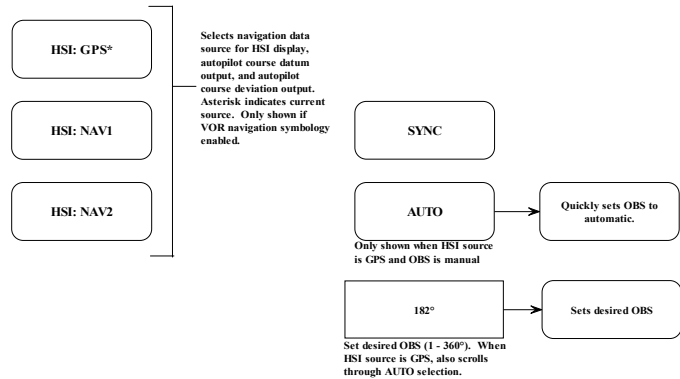 HSI: GPS*
HSI: NAV1
HSI: NAV2
Selects navigation data
source for HSI display,
autopilot course datum
output, and autopilot
course deviation output.
Asterisk indicates current
source. Only shown if
VOR navigation symbology
enabled.
SYNC
AUTO
Quickly sets OBS to
automatic.
Only shown when HSI source
is GPS and OBS is manual
182°
Sets desired OBS
Set desired OBS (1 - 360°). When
HSI source is GPS, also scrolls
through AUTO selection.